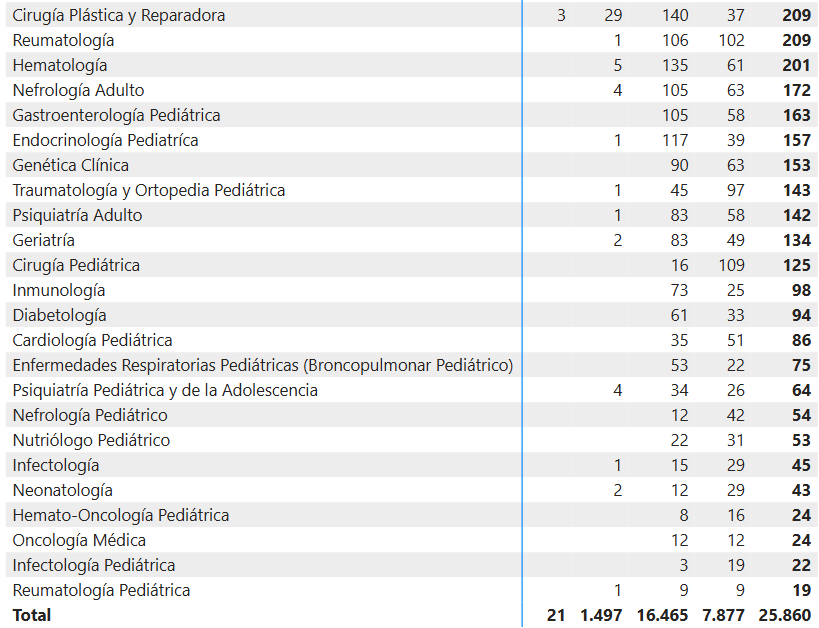 Cirugía Plástica y Reparadora 3 29 140 37 209
Reumatología 1 106 102 209
Hematología 5 135 61 201
Nefrología Adulto 4 105 63 172
Gastroenterología Pediátrica 105 58 163
Endocrinología Pediatríca 1 117 39 157
Genética Clínica 90 63 153
Traumatología y Ortopedia Pediátrica 1 45 97 143
Psiquiatría Adulto 1 83 58 142
Geriatría 2 83 49 134
Cirugía Pediátrica 16 109 125
Inmunología 73 25 98
Diabetología 61 33 94
Cardiología Pediátrica 35 51 86
Enfermedades Respiratorias Pediátricas (Broncopulmonar Pediátrico) 53 22 75
Psiquiatría Pediátrica y de la Adolescencia 4 34 26 64
Nefrología Pediátrico 12 42 54
Nutriólogo Pediátrico 22 31 53
Infectología 1 15 29 45
Neonatología 2 12 29 43
Hemato-Oncología Pediátrica 8 16 24
Oncología Médica 12 12 24
Infectología Pediátrica 3 19 22
Reumatología Pediátrica 1 9 9 19
Total 21 1.497 16.465 7.877 25.860